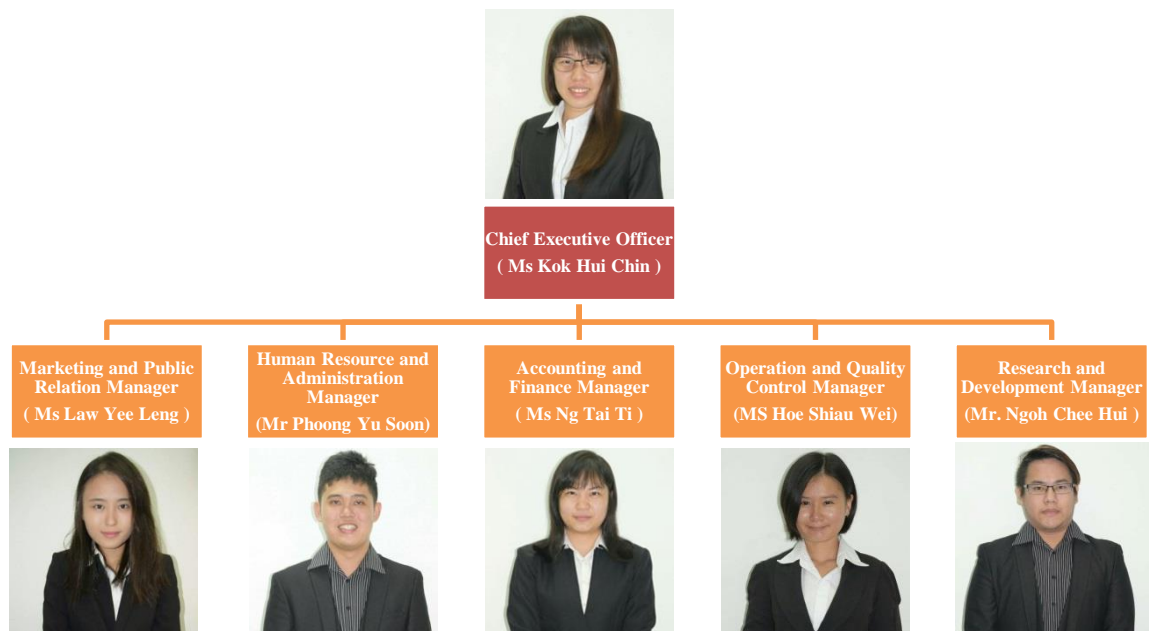 Chief Executive Officer
( Ms Kok Hui Chin )
Marketing and Public
Relation Manager
( Ms Law Yee Leng )
Human Resource and
Administration
Manager
(Mr Phoong Yu Soon)
Accounting and
Finance Manager
( Ms Ng Tai Ti )
Operation and Quality
Control Manager
(MS Hoe Shiau Wei)
Research and
Development Manager
(Mr. Ngoh Chee Hui )